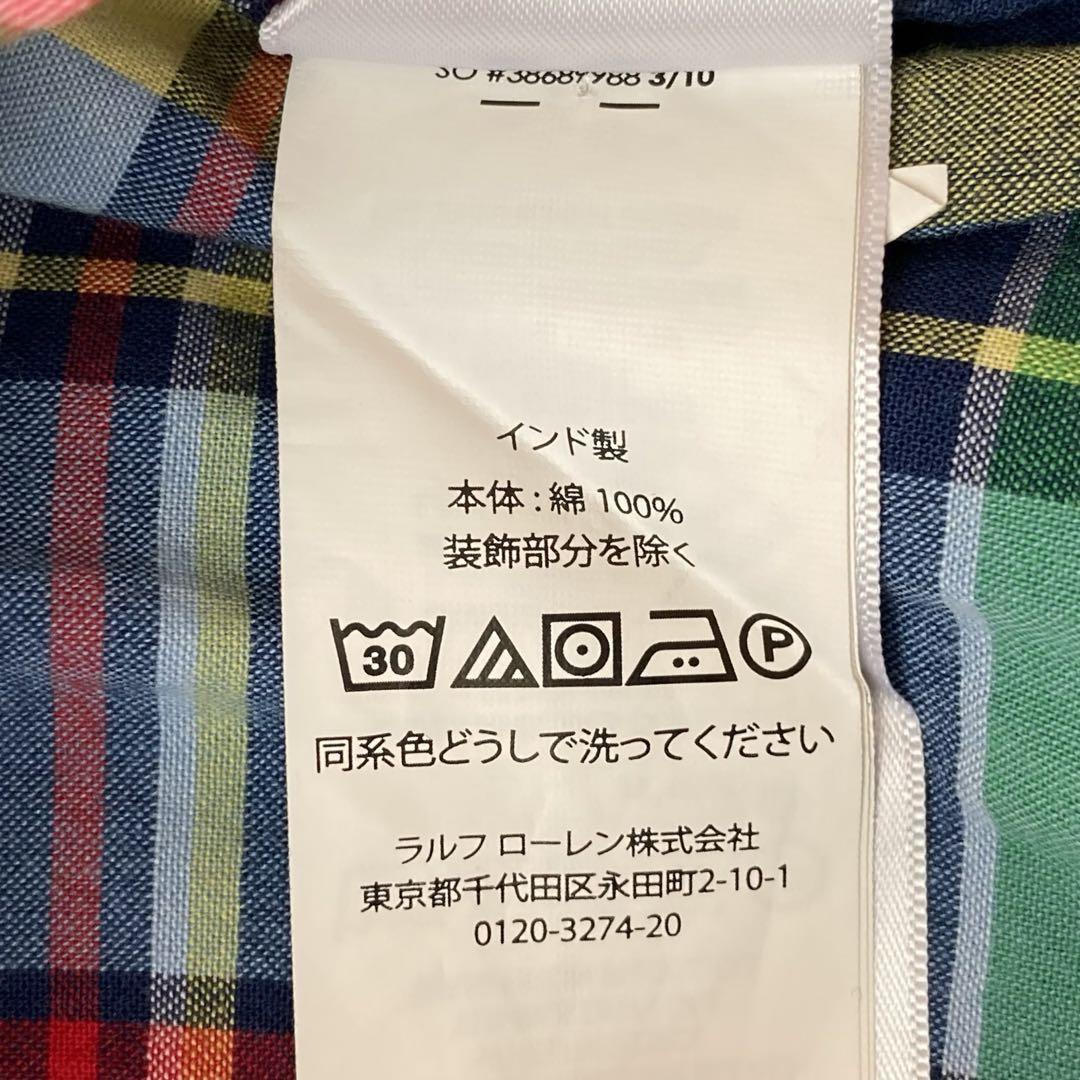 3/10
インド製
本体:綿 100%
装飾部分を除く
30 P
同系色どうしで洗ってください
ラルフ ローレン株式会社
東京都千代田区永田町2-10-1
0120-3274-20